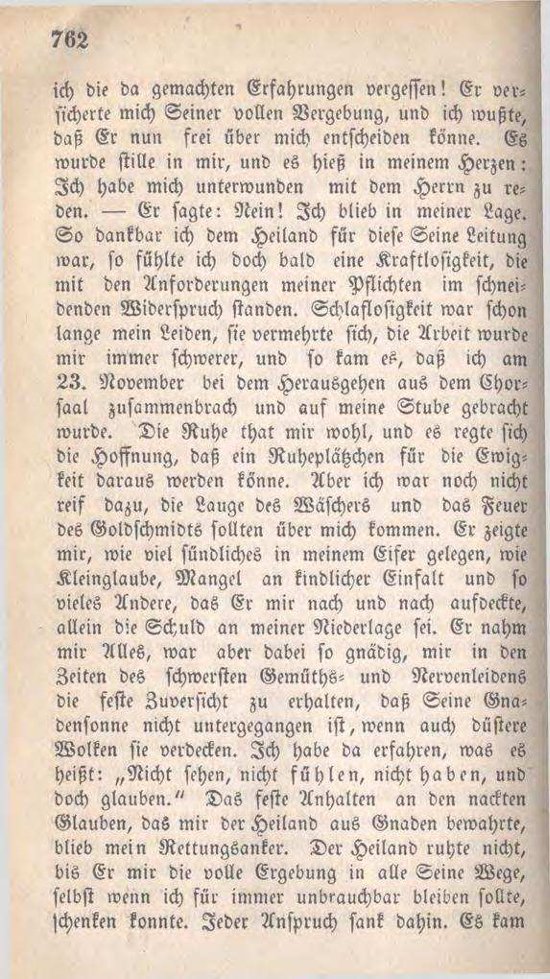 762
ich die da gemachten Erfahrungen vergessen! Er ver-
sicherte mich Seiner vollen Vergebung, und ich wußte,
daß Er nun frei über mich entscheiden könne. Es
wurde stille in mir, und es hieß in meinem Herzen:
Ich habe mich unterwunden mit dem Herrn zu re-
den. — Er sagte: Nein! Ich blieb in meiner Lage.
So dankbar ich dem Heiland für diese Seine Leitung
war, so fühlte ich doch bald eine Kraftlosigkeit, die
mit den Anforderungen meiner Pflichten im schnei-
denden Widerspruch standen. Schlaflosigkeit war schon
lange mein Leiden, sie vermehrte sich, die Arbeit wurde
mir immer schwerer, und so kam es, daß ich am
23. November bei dem Herausgehen aus dem Chor-
saal zusammenbrach und auf meine Stube gebracht
wurde. Die Ruhe that mir wohl, und es regte sich
die Hoffnung, daß ein Ruheplätzchen für die Ewig-
keit daraus werden könne. Aber ich war noch nicht
reif dazu, die Lauge des Wäschers und das Feuer
des Goldschmidts sollten über mich kommen. Er zeigte
mir, wie viel sündliches in meinem Eifer gelegen, wie
Kleinglaube, Mangel an kindlicher Einfalt und so
vieles Andere, das Er mir nach und nach aufdeckte,
allein die Schuld an meiner Niederlage sei. Er nahm
mir Alles, war aber dabei so gnädig, mir in den
Zeiten des schwersten Gemüths- und Nervenleidens
die feste Zuversicht zu erhalten, daß Seine Gna-
densonne nicht untergegangen ist, wenn auch düstere
Wolken sie verdecken. Ich habe da erfahren, was es
heißt: „Nicht sehen, nicht fühlen, nicht haben, und
doch glauben." Das feste Anhalten an den nackten
Glauben, das mir der Heiland aus Gnaden bewahrte,
blieb mein Rettungsanker. Der Heiland ruhte nicht,
bis Er mir die volle Ergebung in alle Seine Wege,
selbst wenn ich für immer unbrauchbar bleiben sollte,
schenken konnte. Jeder Anspruch sank dahin. Es kam